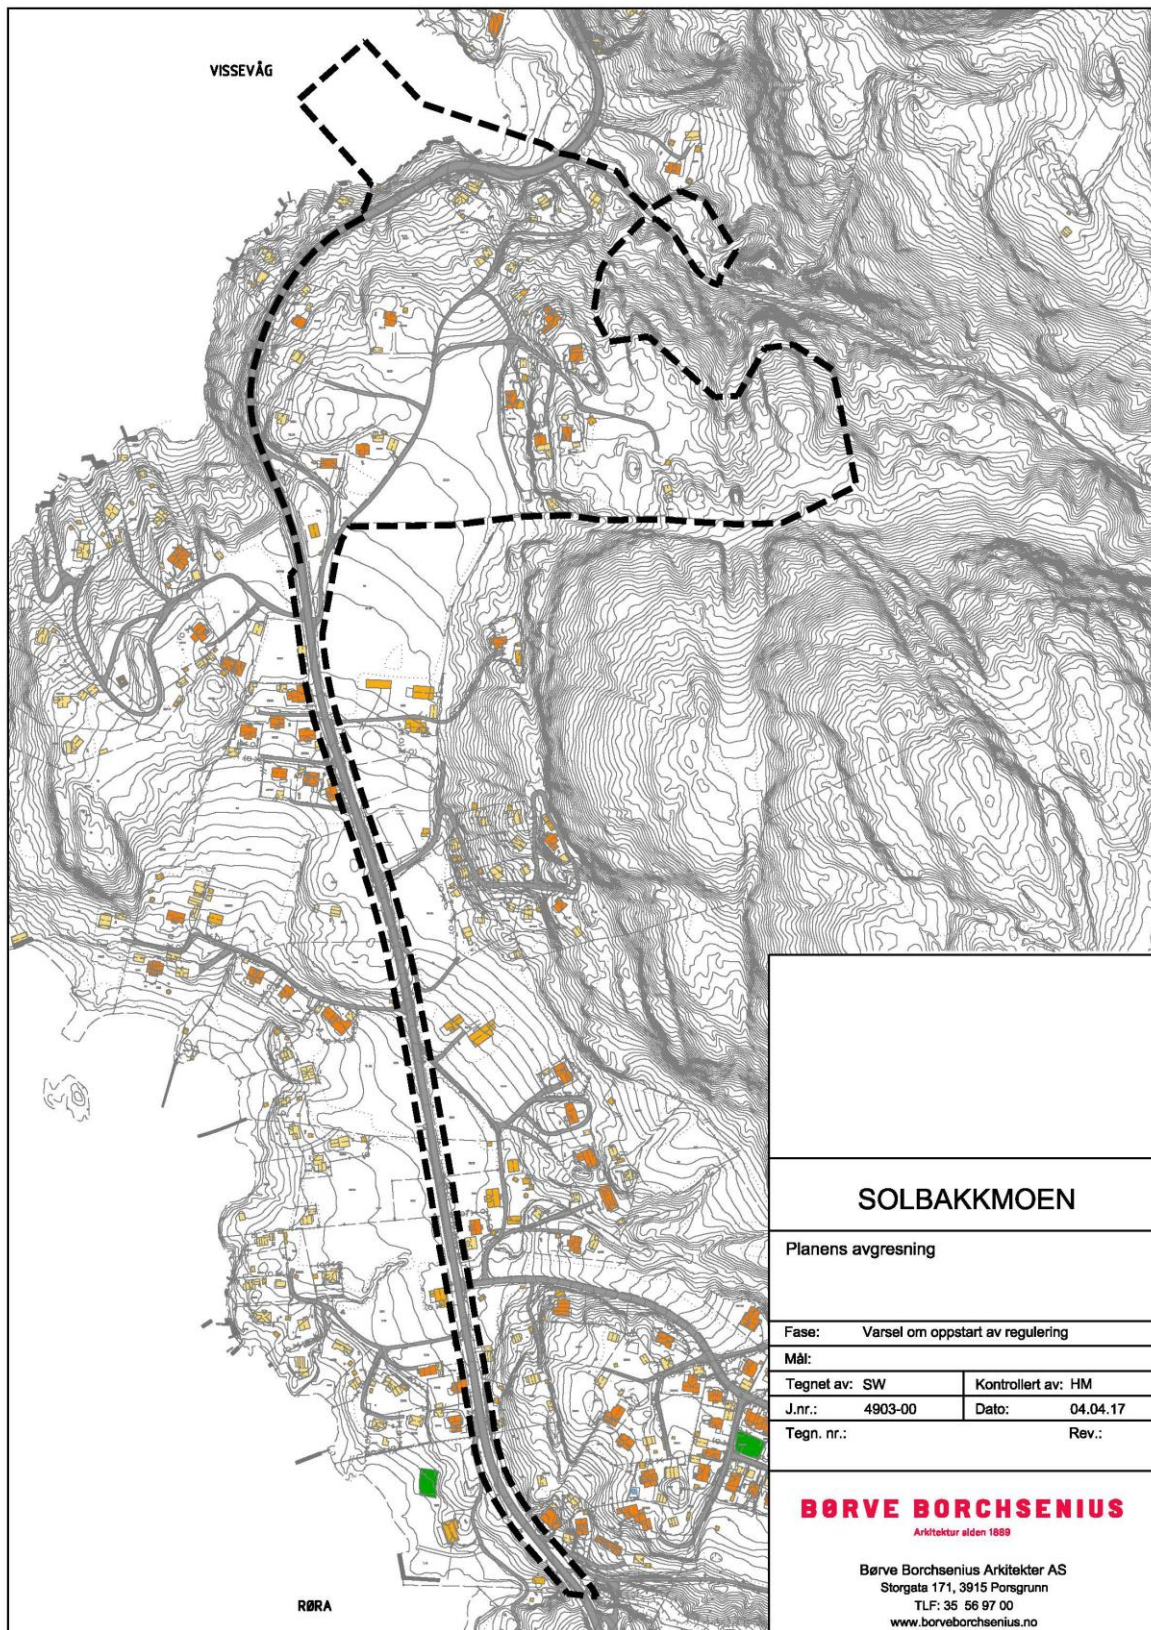 VISSEVÅG
RØRA
SOLBAKKMOEN
Planens avgresning
Fase: Varsel om oppstart av regulering
Mål:
Tegnet av: SW Kontrollert av: HM
J.nr.: 4903-00 Dato: 04.04.17
Tegn. nr.: Rev.:
BØRVE BORCHSENIUS
Arkitektur siden 1889
Børve Borchsenius Arkitekter AS
Storgata 171, 3915 Porsgrunn
TLF: 35 56 97 00
www.borveborchsenius.no